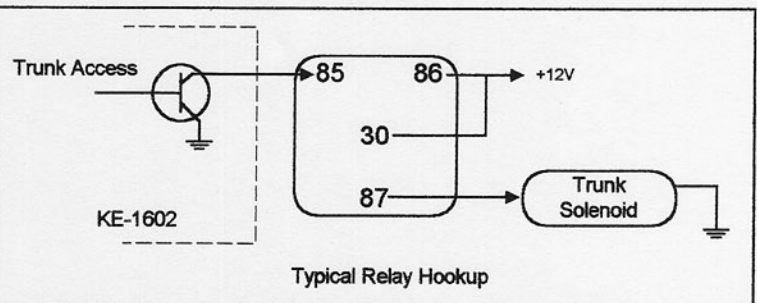 Trunk Access
85
86
+12V
30
87
Trunk
Solenoid
KE-1602
Typical Relay Hookup